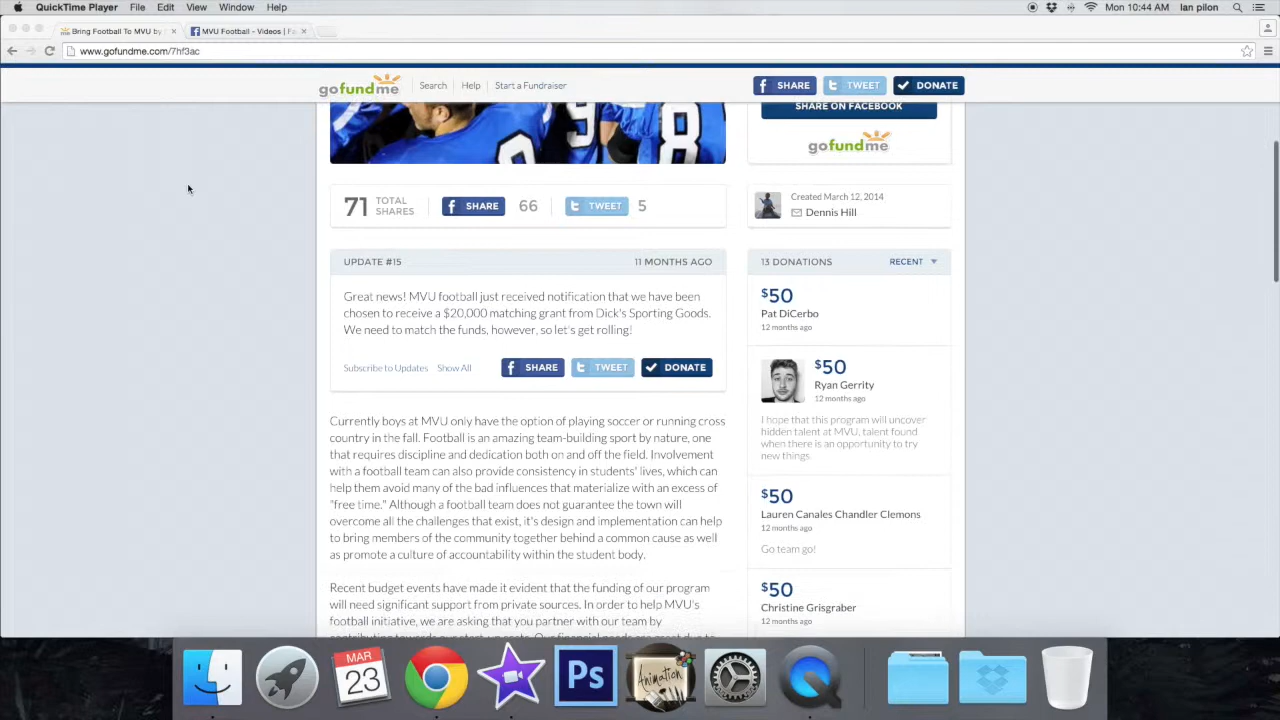 QuickTime Player File Edit View Window Help Mon 10:44 AM Ian pilon
Bring Football To MVU by MVU Football - Videos | Fa
www.gofundme.com/7hf3ac
gofundme Search Help Start a Fundraiser SHARE TWEET DONATE
SHARE ON FACEBOOK
9 9 8
gofundme
71 TOTAL SHARES SHARE 66 TWEET 5
Created March 12, 2014
Dennis Hill
UPDATE #15 11 MONTHS AGO
Great news! MVU football just received notification that we have been
chosen to receive a $20,000 matching grant from Dick's Sporting Goods.
We need to match the funds, however, so let's get rolling!
Subscribe to Updates Show All SHARE TWEET DONATE
Currently boys at MVU only have the option of playing soccer or running cross
country in the fall. Football is an amazing team-building sport by nature, one
that requires discipline and dedication both on and off the field. Involvement
with a football team can also provide consistency in students' lives, which can
help them avoid many of the bad influences that materialize with an excess of
"free time." Although a football team does not guarantee the town will
overcome all the challenges that exist, it's design and implementation can help
to bring members of the community together behind a common cause as well
as promote a culture of accountability within the student body.
Recent budget events have made it evident that the funding of our program
will need significant support from private sources. In order to help MVU's
football initiative, we are asking that you partner with our team by
13 DONATIONS RECENT
$50
Pat DiCerbo
12 months ago
$50
Ryan Gerrity
12 months ago
I hope that this program will uncover
hidden talent at MVU, talent found
when there is an opportunity to try
new things.
$50
Lauren Canales Chandler Clemons
12 months ago
Go team go!
$50
Christine Grisgraber
12 months ago
MAR
23
Ps
Animation